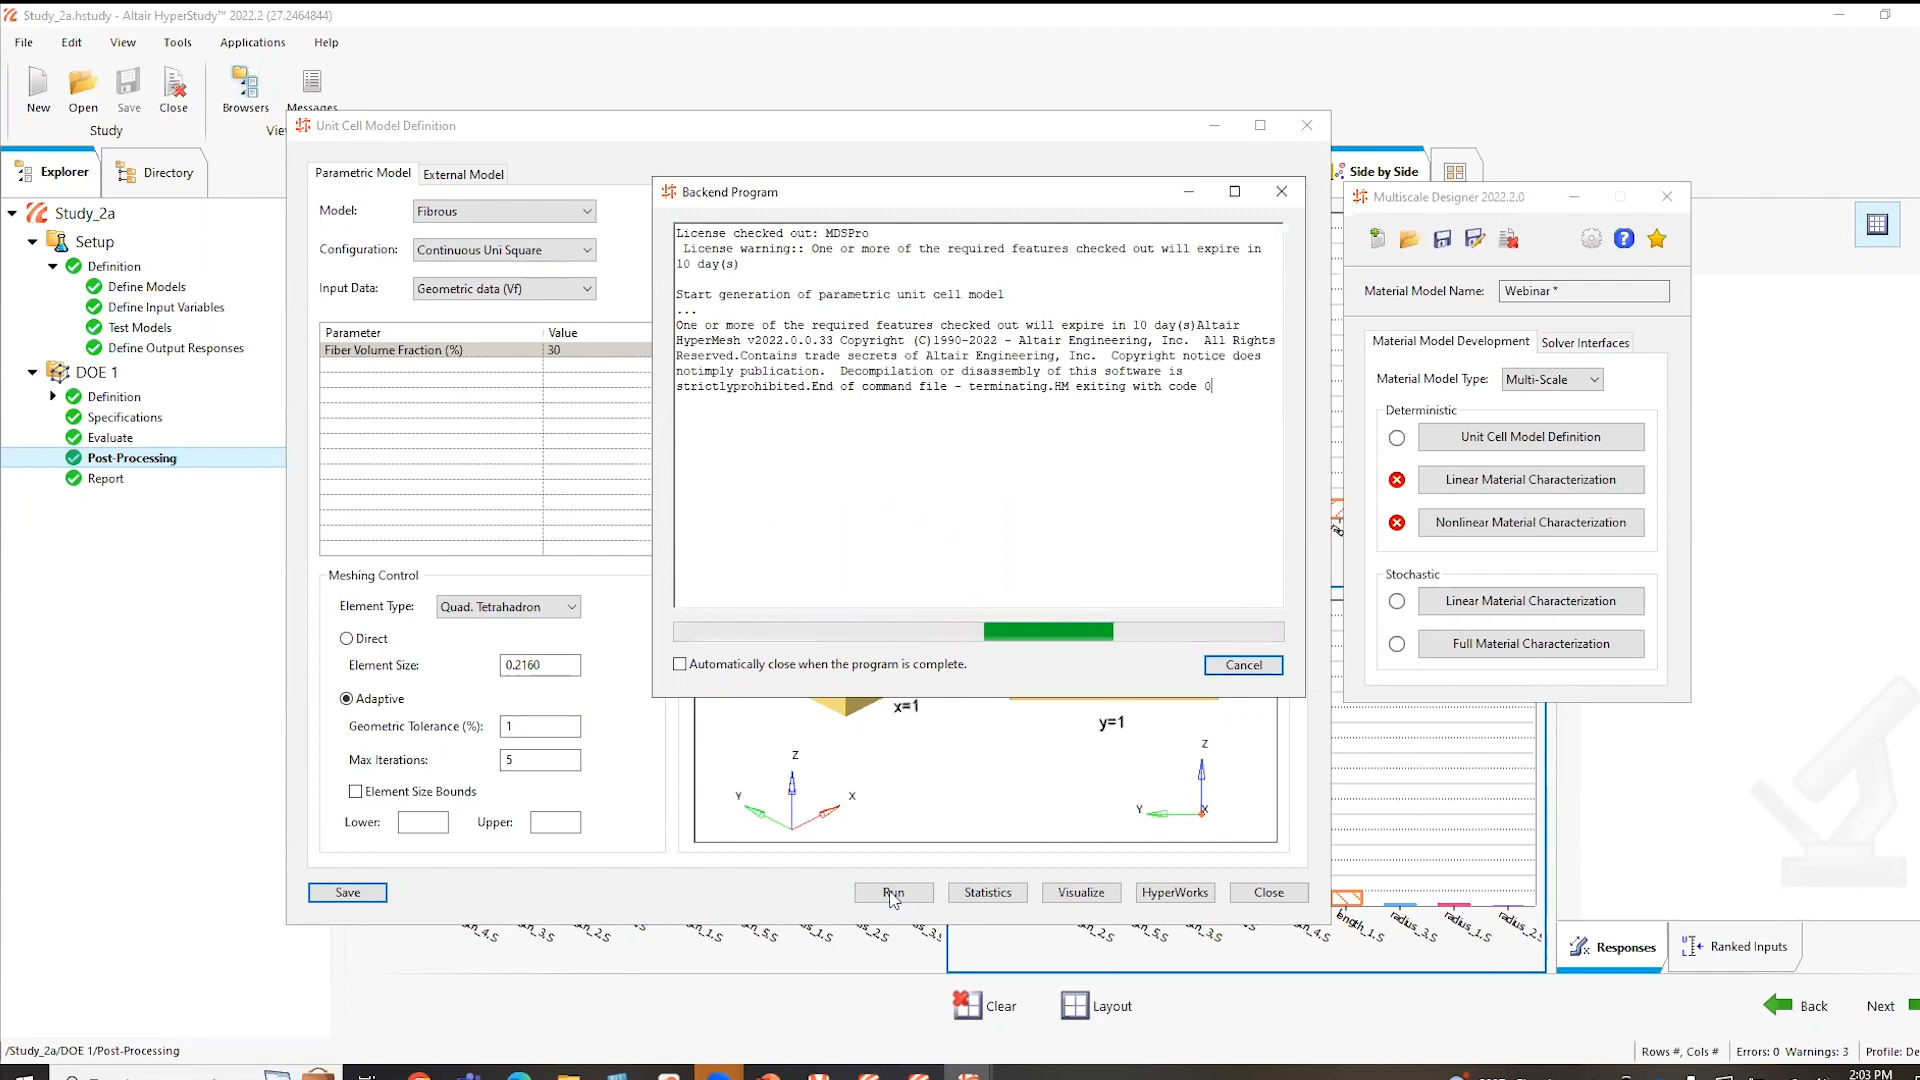 Study_2a.hstudy - Altair HyperStudy™ 2022.2 (27.2464844)
File Edit View Tools Applications Help
New Open Save Close Browsers Messages
Study
Unit Cell Model Definition
Explorer Directory
Study_2a
Setup
Definition
Define Models
Define Input Variables
Test Models
Define Output Responses
DOE 1
Definition
Specifications
Evaluate
Post-Processing
Report
Parametric Model External Model
Model: Fibrous
Configuration: Continuous Uni Square
Input Data: Geometric data (Vf)
Parameter Value
Fiber Volume Fraction (%) 30
Meshing Control
Element Type: Quad. Tetrahedron
Direct
Element Size: 0.2160
Adaptive
Geometric Tolerance (%): 1
Max Iterations: 5
Element Size Bounds
Lower: Upper:
Save Run Statistics Visualize HyperWorks Close
Backend Program
License checked out: MDSPro
License warning:: One or more of the required features checked out will expire in
10 day(s)
Start generation of parametric unit cell model
...
One or more of the required features checked out will expire in 10 day(s)Altair
HyperMesh v2022.0.0.33 Copyright (C)1990-2022 - Altair Engineering, Inc.  All Rights
Reserved.Contains trade secrets of Altair Engineering, Inc.  Copyright notice does
notimply publication.  Decompilation or disassembly of this software is
strictlyprohibited.End of command file - terminating.HM exiting with code 0
Automatically close when the program is complete.
Cancel
x=1
y=1
Z
Y
X
Z
Y
X
Side by Side
Multiscale Designer 2022.2.0
Material Model Name: Webinar *
Material Model Development Solver Interfaces
Material Model Type: Multi-Scale
Deterministic
Unit Cell Model Definition
Linear Material Characterization
Nonlinear Material Characterization
Stochastic
Linear Material Characterization
Full Material Characterization
length_1.S radius_3.S radius_1.S
Responses Ranked Inputs
Clear Layout
Back Next
/Study_2a/DOE 1/Post-Processing
Rows #, Cols # Errors: 0 Warnings: 3
2:03 PM